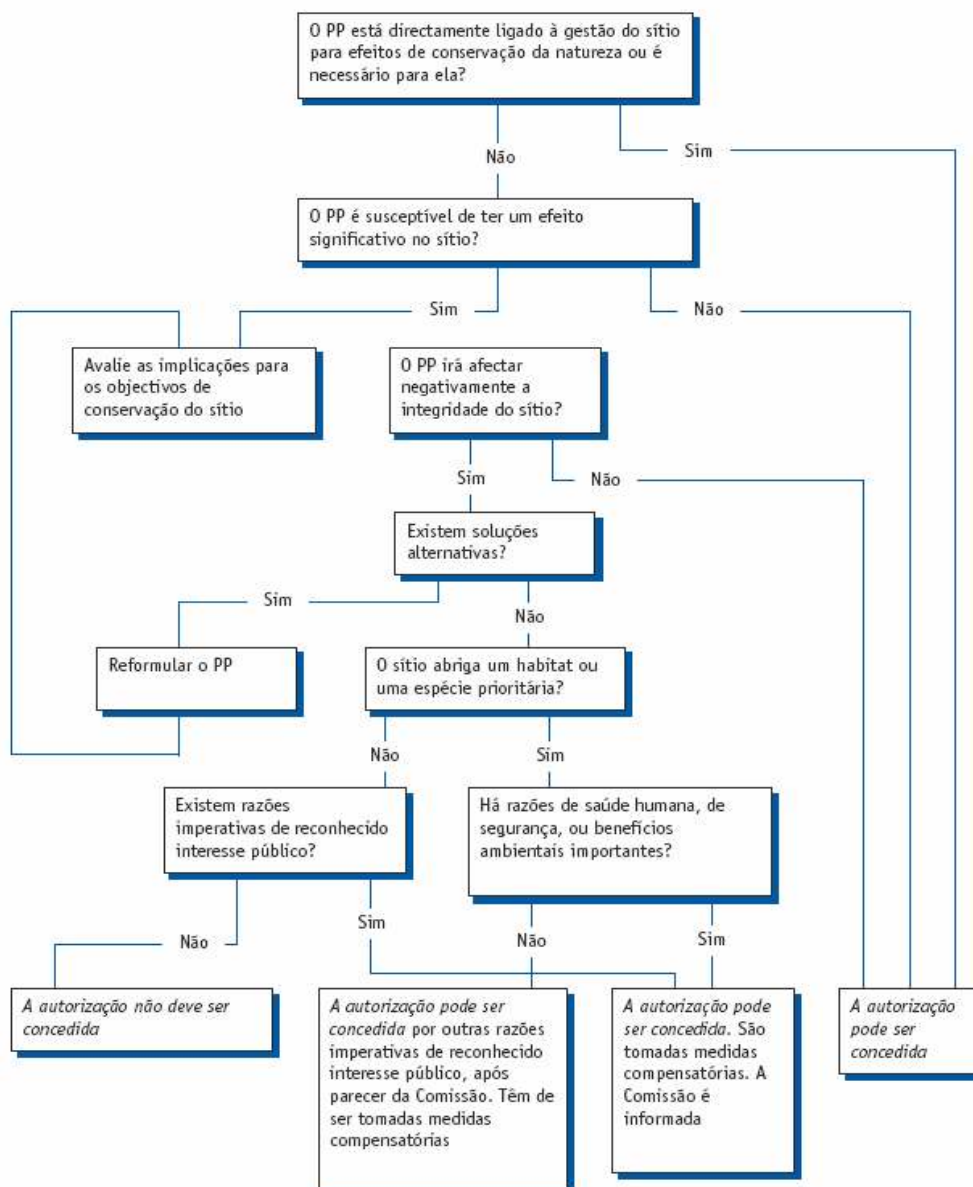 O PP está directamente ligado à gestão do sítio
para efeitos de conservação da natureza ou é
necessário para ela?
Não
Sim
O PP é susceptível de ter um efeito
significativo no sítio?
Sim
Não
Avalie as implicações para
os objectivos de
conservação do sítio
O PP irá afectar
negativamente a
integridade do sítio?
Sim
Não
Existem soluções
alternativas?
Sim
Não
Reformular o PP
O sítio abriga um habitat ou
uma espécie prioritária?
Não
Sim
Existem razões
imperativas de reconhecido
interesse público?
Há razões de saúde humana, de
segurança, ou benefícios
ambientais importantes?
Não
Sim
Não
Sim
A autorização não deve ser
concedida
A autorização pode ser
concedida por outras razões
imperativas de reconhecido
interesse público, após
parecer da Comissão. Têm de
ser tomadas medidas
compensatórias
A autorização pode
ser concedida. São
tomadas medidas
compensatórias. A
Comissão é
informada
A autorização
pode ser
concedida